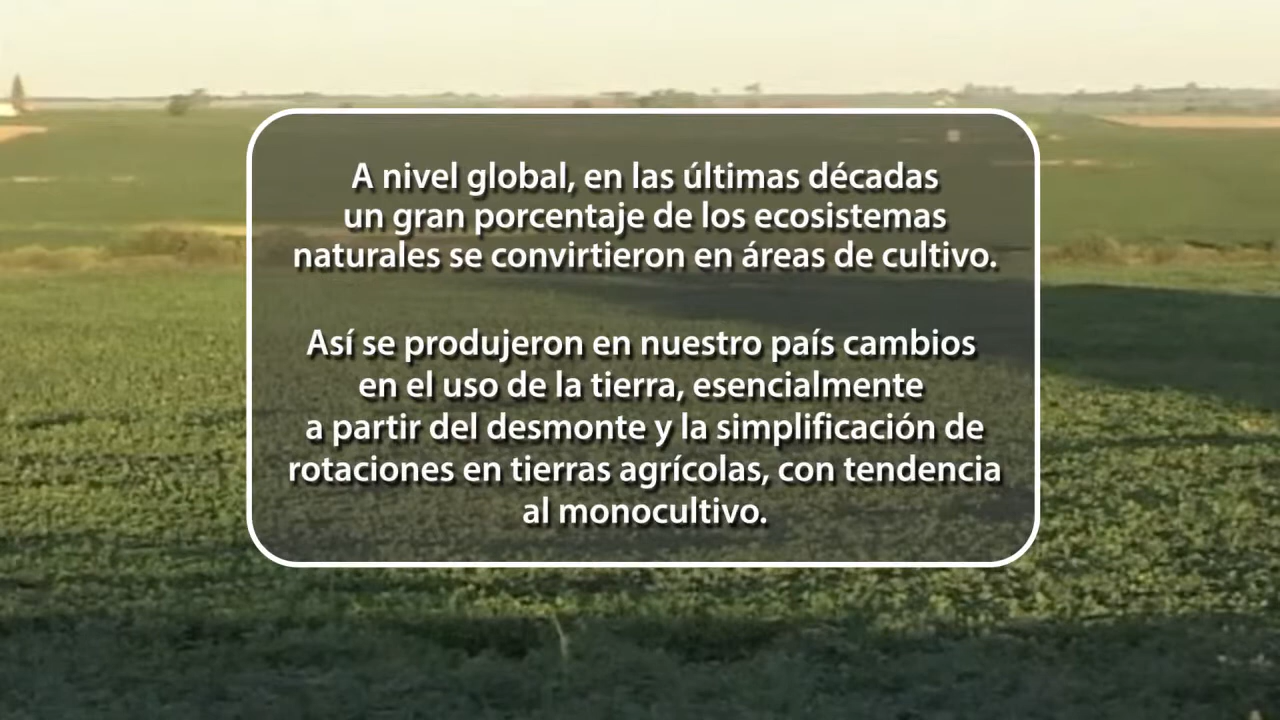 A nivel global, en las últimas décadas
un gran porcentaje de los ecosistemas
naturales se convirtieron en áreas de cultivo.
Así se produjeron en nuestro país cambios
en el uso de la tierra, esencialmente
a partir del desmonte y la simplificación de
rotaciones en tierras agrícolas, con tendencia
al monocultivo.